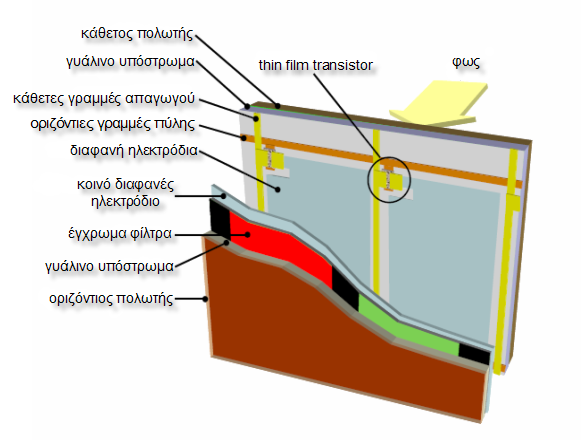 κάθετος πολωτής
γυάλινο υπόστρωμα
thin film transistor
φως
κάθετες γραμμές απαγωγού
οριζόντιες γραμμές πύλης
διαφανή ηλεκτρόδια
κοινό διαφανές
ηλεκτρόδιο
έγχρωμα φίλτρα
γυάλινο υπόστρωμα
οριζόντιος πολωτής